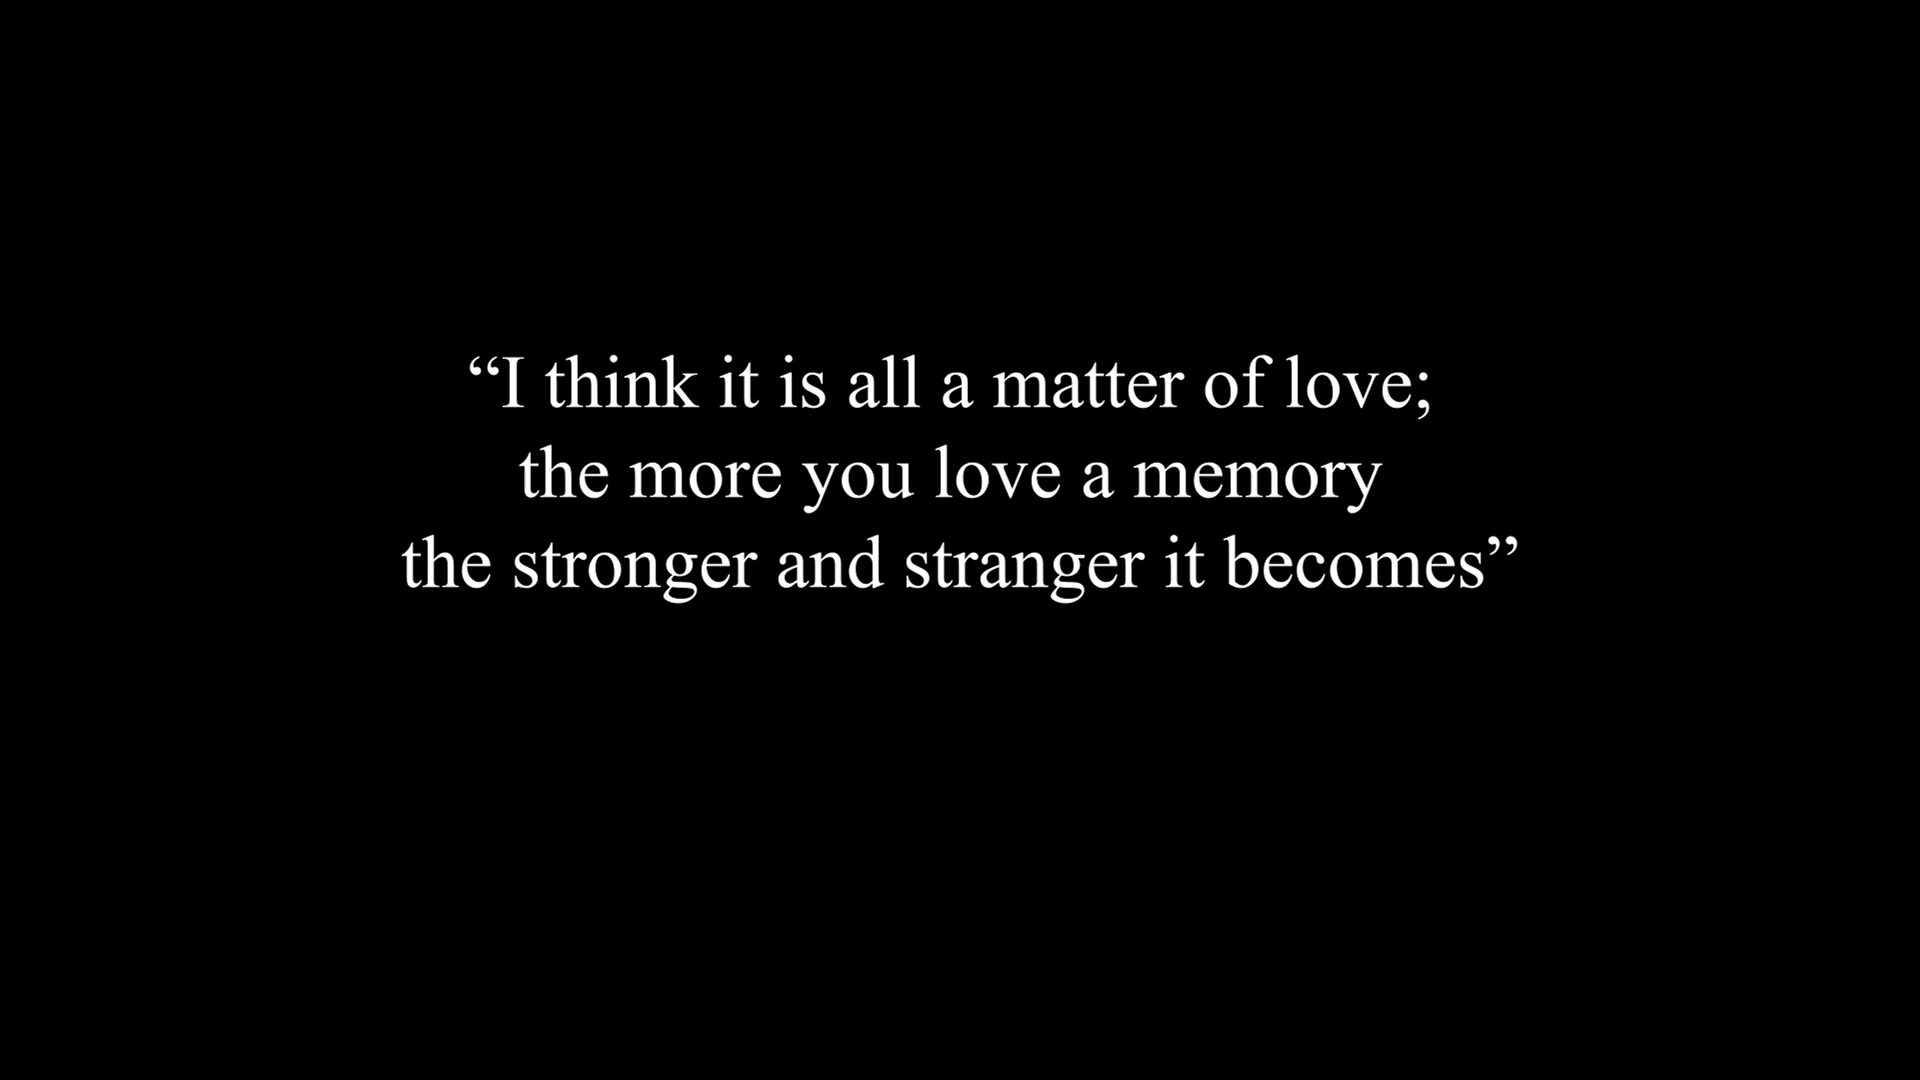 “I think it is all a matter of love;
the more you love a memory
the stronger and stranger it becomes”